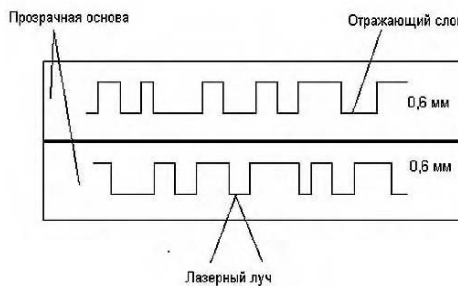 Прозрачная основа
Отражающий слой
0,6 мм
0,6 мм
Лазерный луч